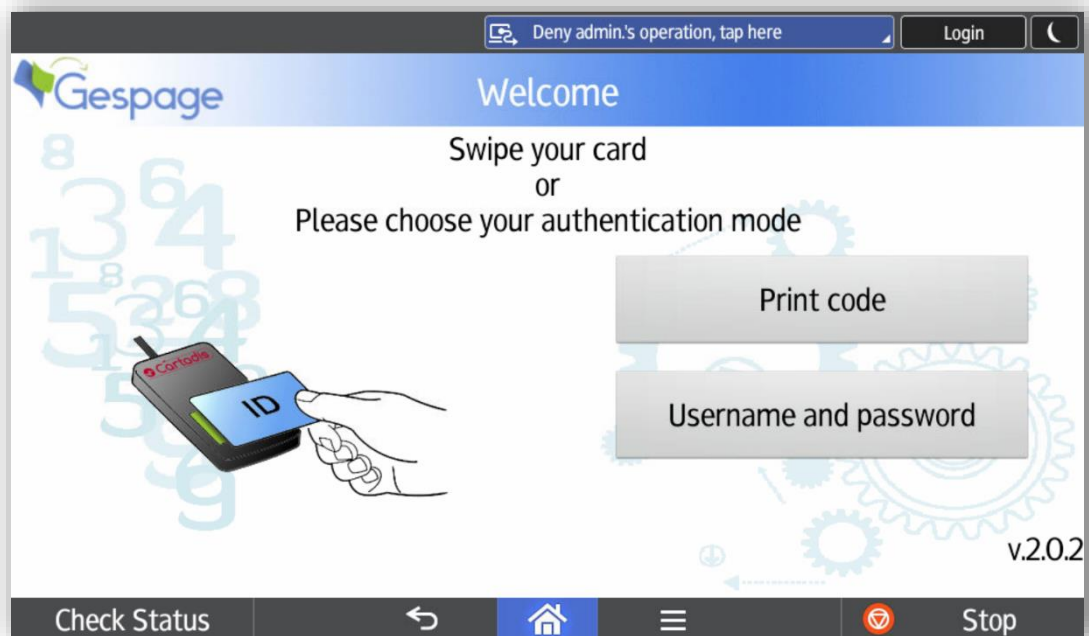 Deny admin.'s operation, tap here
Login
Gespage
Welcome
Swipe your card
or
Please choose your authentication mode
Print code
Username and password
Cartadis
ID
v.2.0.2
Check Status
Stop